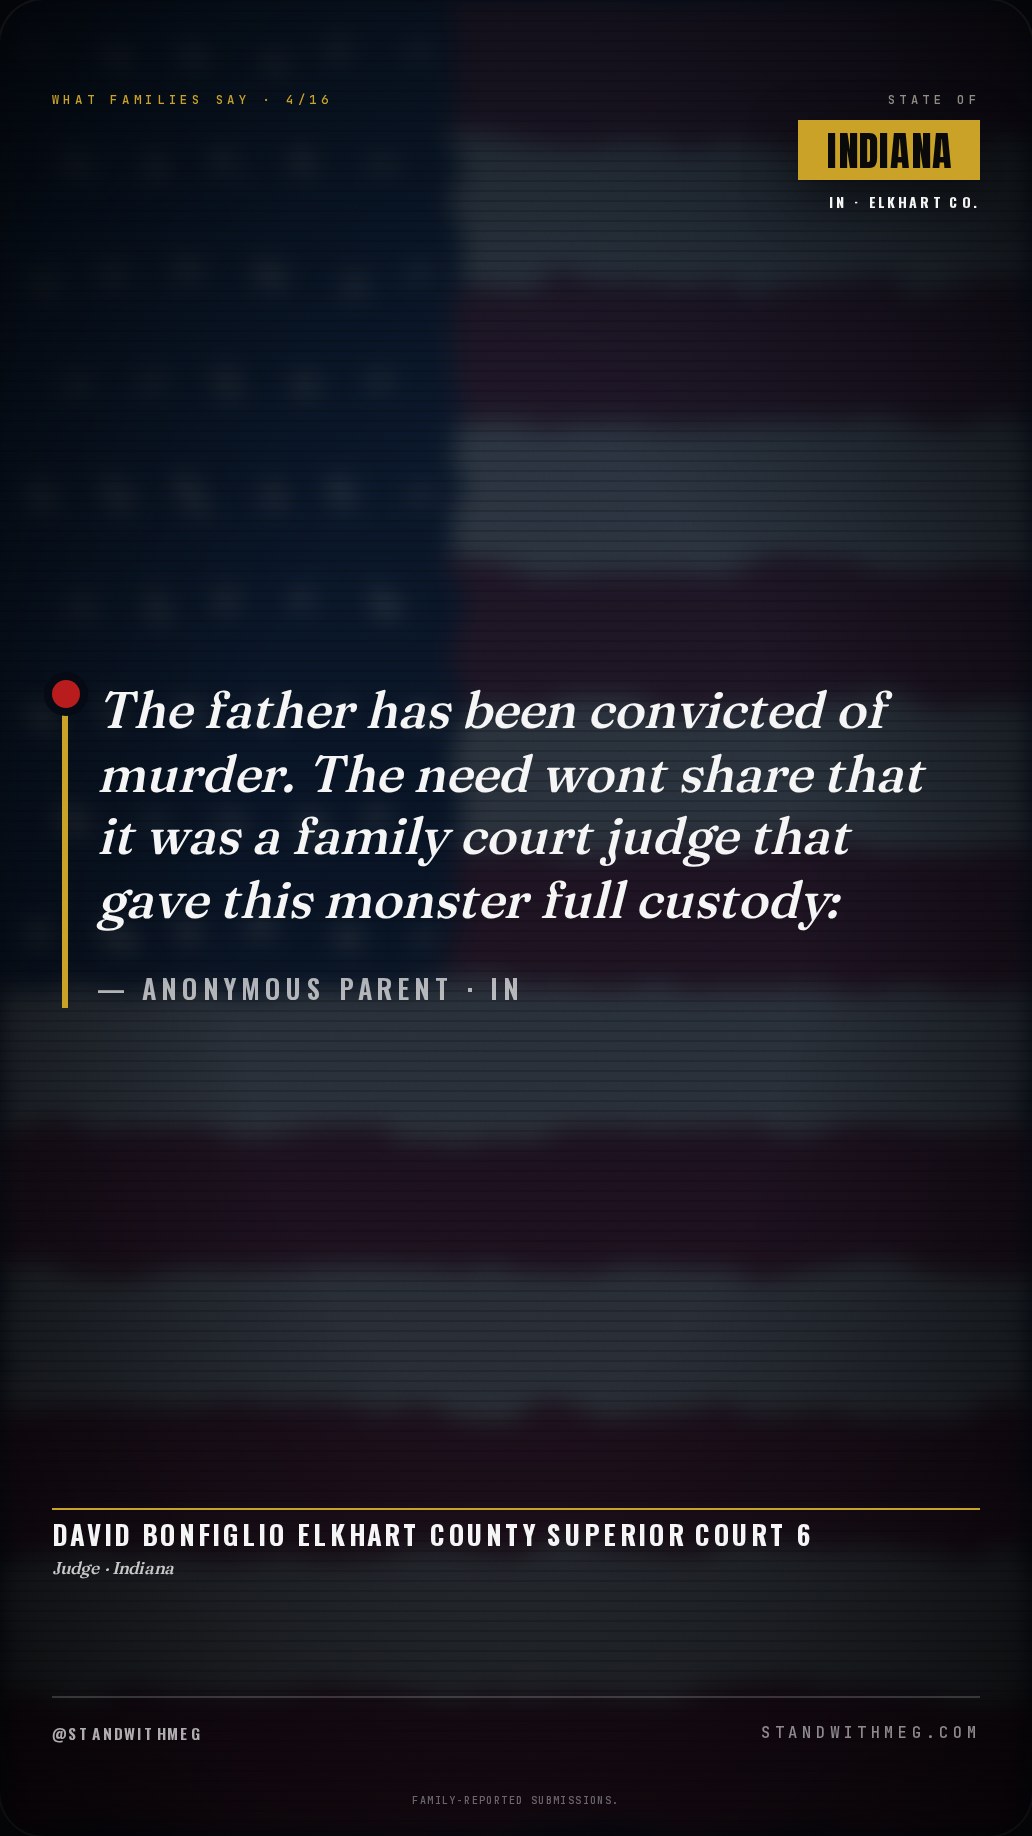 WHAT FAMILIES SAY · 4/16
STATE OF
INDIANA
IN · ELKHART CO.
The father has been convicted of
murder. The need wont share that
it was a family court judge that
gave this monster full custody:
— ANONYMOUS PARENT · IN
DAVID BONFIGLIO ELKHART COUNTY SUPERIOR COURT 6
Judge · Indiana
@STANDWITHMEG
STANDWITHMEG.COM
FAMILY-REPORTED SUBMISSIONS.